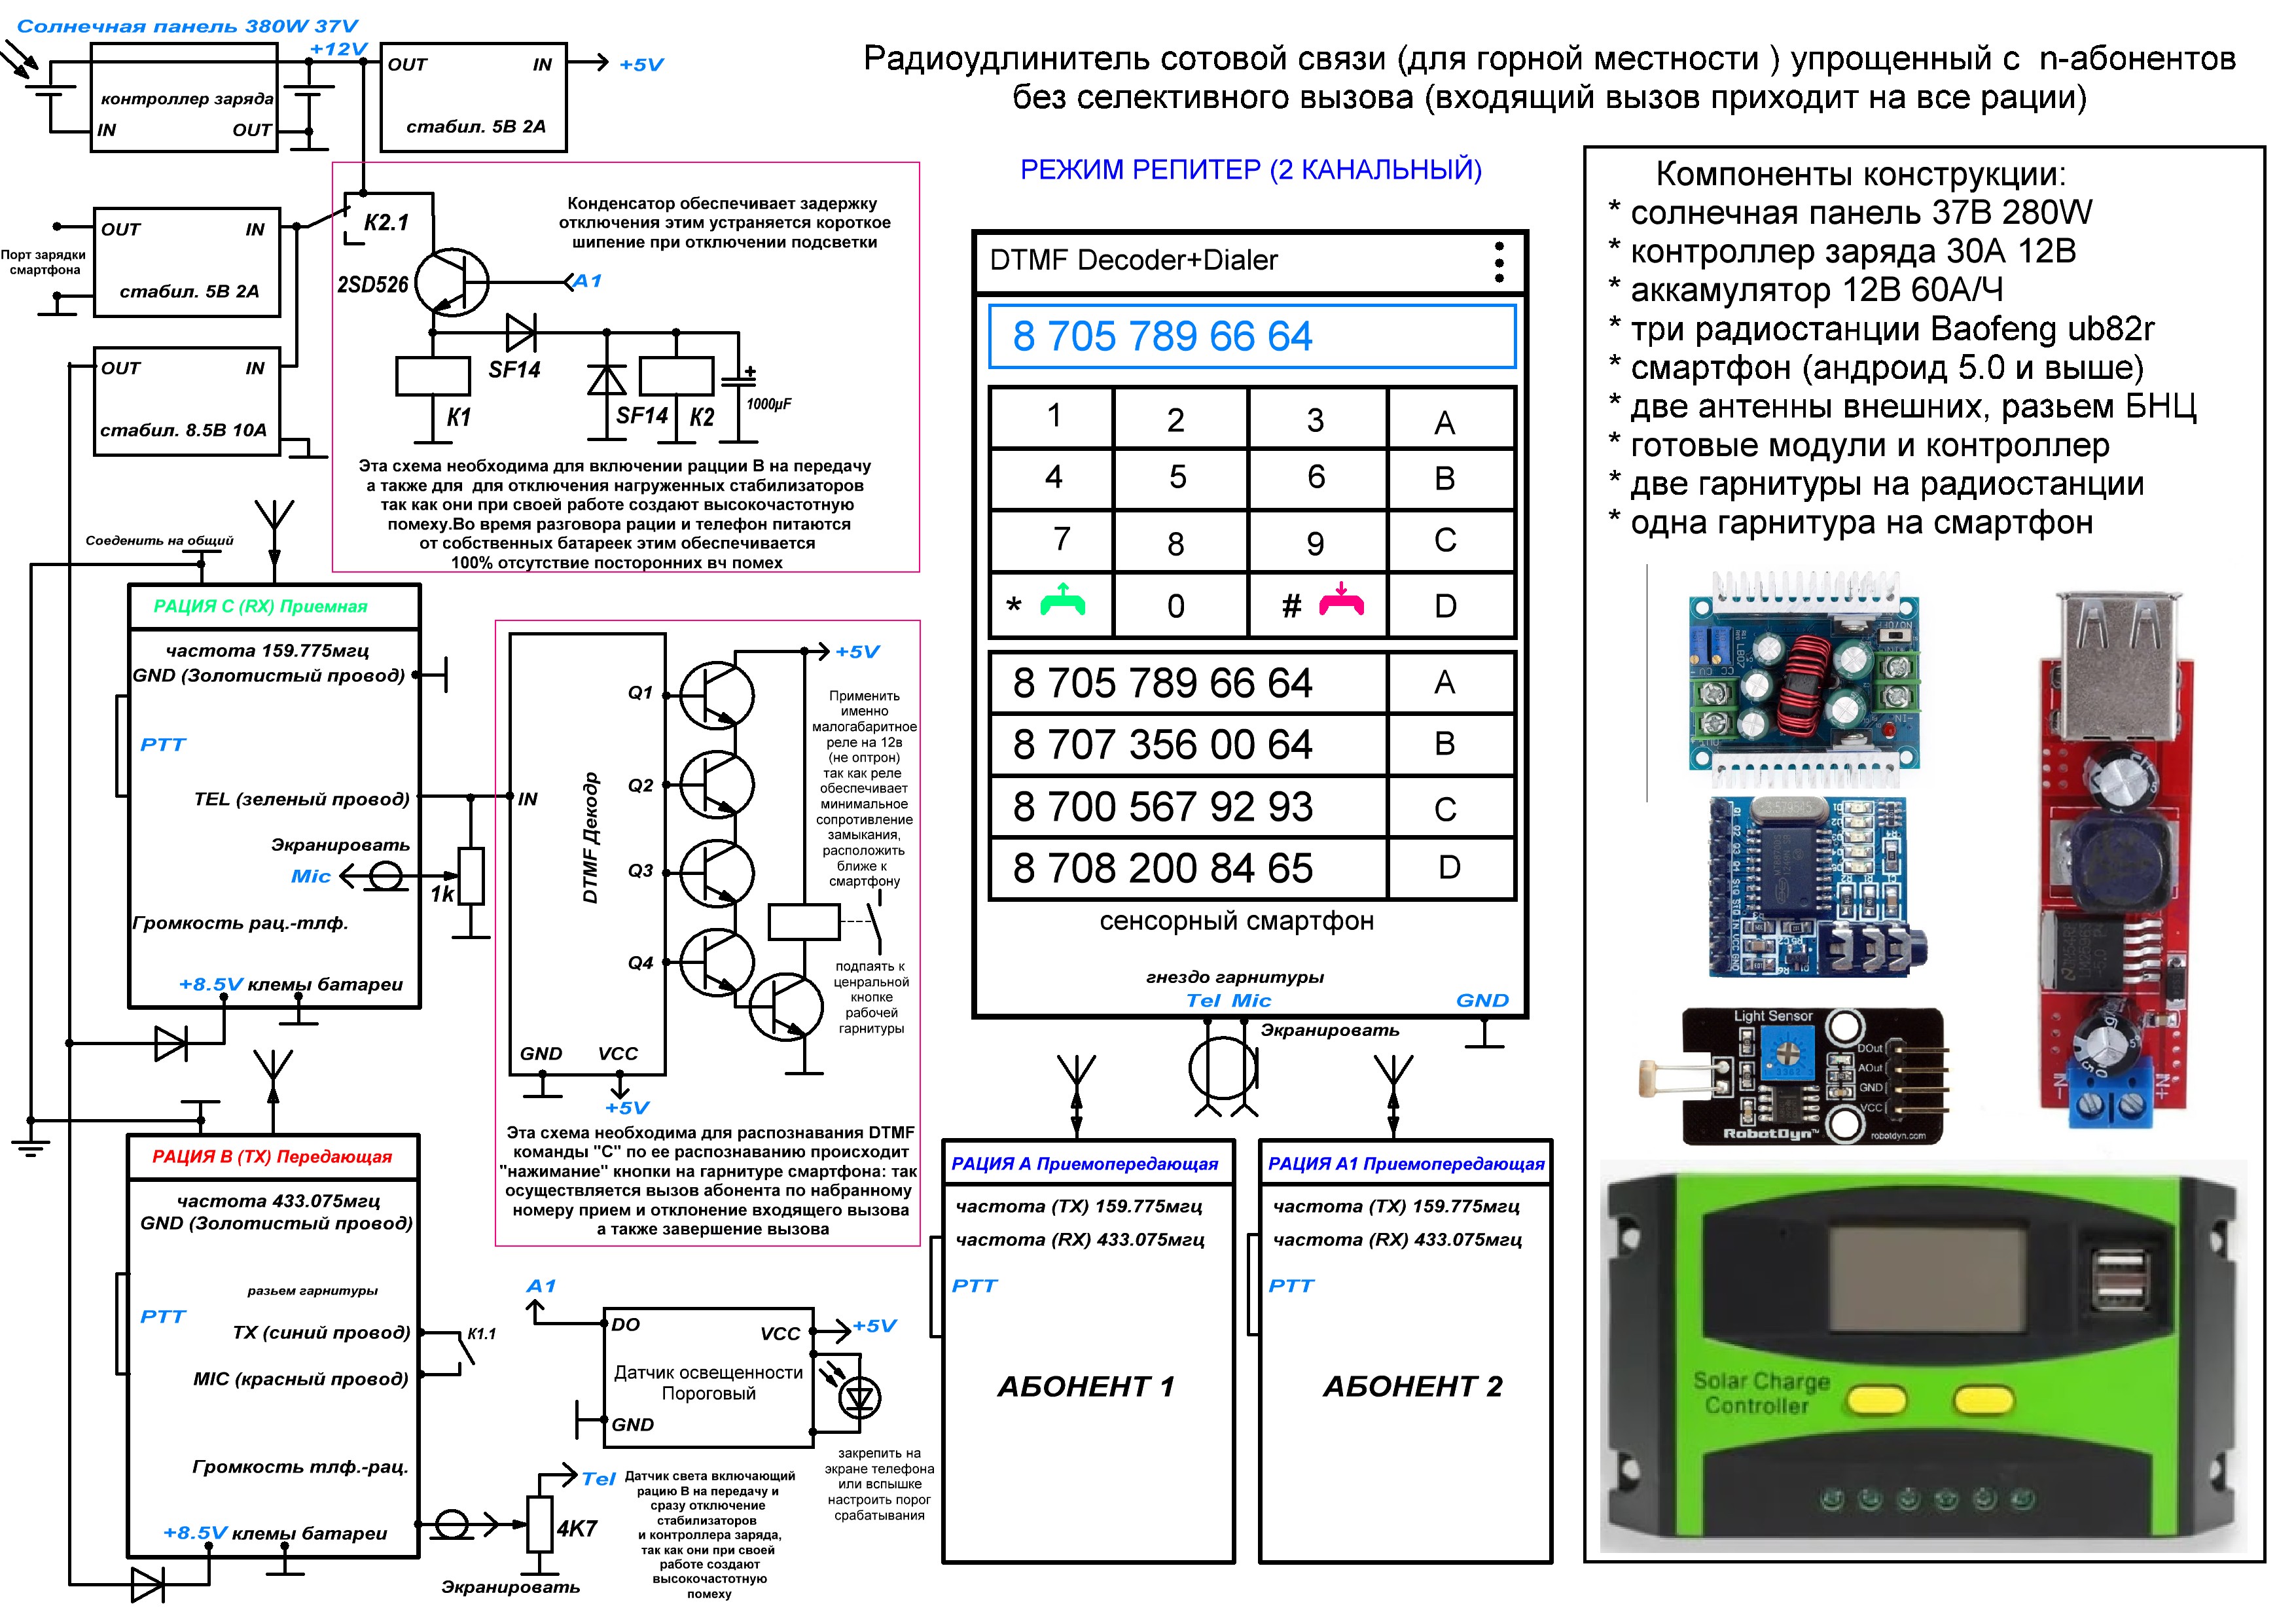 Солнечная панель 380W 37V
+12V
контроллер заряда
IN
OUT
OUT
IN
+5V
стабил. 5В 2А
Радиоудлинитель сотовой связи (для горной местности ) упрощенный с n-абонентов
без селективного вызова (входящий вызов приходит на все рации)
РЕЖИМ РЕПИТЕР (2 КАНАЛЬНЫЙ)
OUT
IN
Порт зарядки
смартфона
стабил. 5В 2А
OUT
IN
стабил. 8.5В 10А
К2.1
Конденсатор обеспечивает задержку
отключения этим устраняется короткое
шипение при отключении подсветки
2SD526
A1
SF14
SF14
К1
К2
+
1000µF
Эта схема необходима для включении рацции В на передачу
а также для для отключения нагруженных стабилизаторов
так как они при своей работе создают высокочастотную
помеху.Во время разговора рации и телефон питаются
от собственных батареек этим обеспечивается
100% отсутствие посторонних вч помех
Соеденить на общий
РАЦИЯ С (RX) Приемная
частота 159.775мгц
GND (Золотистый провод)
PTT
TEL (зеленый провод)
Экранировать
Mic
1k
Громкость рац.-тлф.
+8.5V клемы батареи
DTMF Декодр
IN
Q1
Q2
Q3
Q4
GND
VCC
+5V
+5V
Применить
именно
малогабаритное
реле на 12в
(не оптрон)
так как реле
обеспечивает
минимальное
сопротивление
замыкания,
расположить
ближе к
смартфону
подпаять к
ценральной
кнопке
рабочей
гарнитуры
Эта схема необходима для распознавания DTMF
команды "С" по ее распознаванию происходит
"нажимание" кнопки на гарнитуре смартфона: так
осуществляется вызов абонента по набранному
номеру прием и отклонение входящего вызова
а также завершение вызова
РАЦИЯ В (TX) Передающая
частота 433.075мгц
GND (Золотистый провод)
разьем гарнитуры
PTT
TX (синий провод)
К1.1
MIC (красный провод)
Громкость тлф.-рац.
+8.5V клемы батареи
4К7
Tel
Экранировать
A1
DO
VCC
+5V
Датчик освещенности
Пороговый
GND
закрепить на
экране телефона
или вспышке
настроить порог
срабатывания
Датчик света включающий
рацию В на передачу и
сразу отключение
стабилизаторов
и контроллера заряда,
так как они при своей
работе создают
высокочастотную
помеху
DTMF Decoder+Dialer
8 705 789 66 64
1 2 3 A
4 5 6 B
7 8 9 C
* 0 # D
8 705 789 66 64 A
8 707 356 00 64 B
8 700 567 92 93 C
8 708 200 84 65 D
сенсорный смартфон
гнездо гарнитуры
Tel Mic
GND
Экранировать
РАЦИЯ А Приемопередающая
частота (TX) 159.775мгц
частота (RX) 433.075мгц
PTT
АБОНЕНТ 1
РАЦИЯ А1 Приемопередающая
частота (TX) 159.775мгц
частота (RX) 433.075мгц
PTT
АБОНЕНТ 2
Компоненты конструкции:
* солнечная панель 37В 280W
* контроллер заряда 30А 12В
* аккамулятор 12В 60А/Ч
* три радиостанции Baofeng ub82r
* смартфон (андроид 5.0 и выше)
* две антенны внешних, разьем БНЦ
* готовые модули и контроллер
* две гарнитуры на радиостанции
* одна гарнитура на смартфон
Light Sensor
DOut
AOut
GND
VCC
RobotDyn™
robotdyn.com
IN-
IN+
Solar Charge
Controller